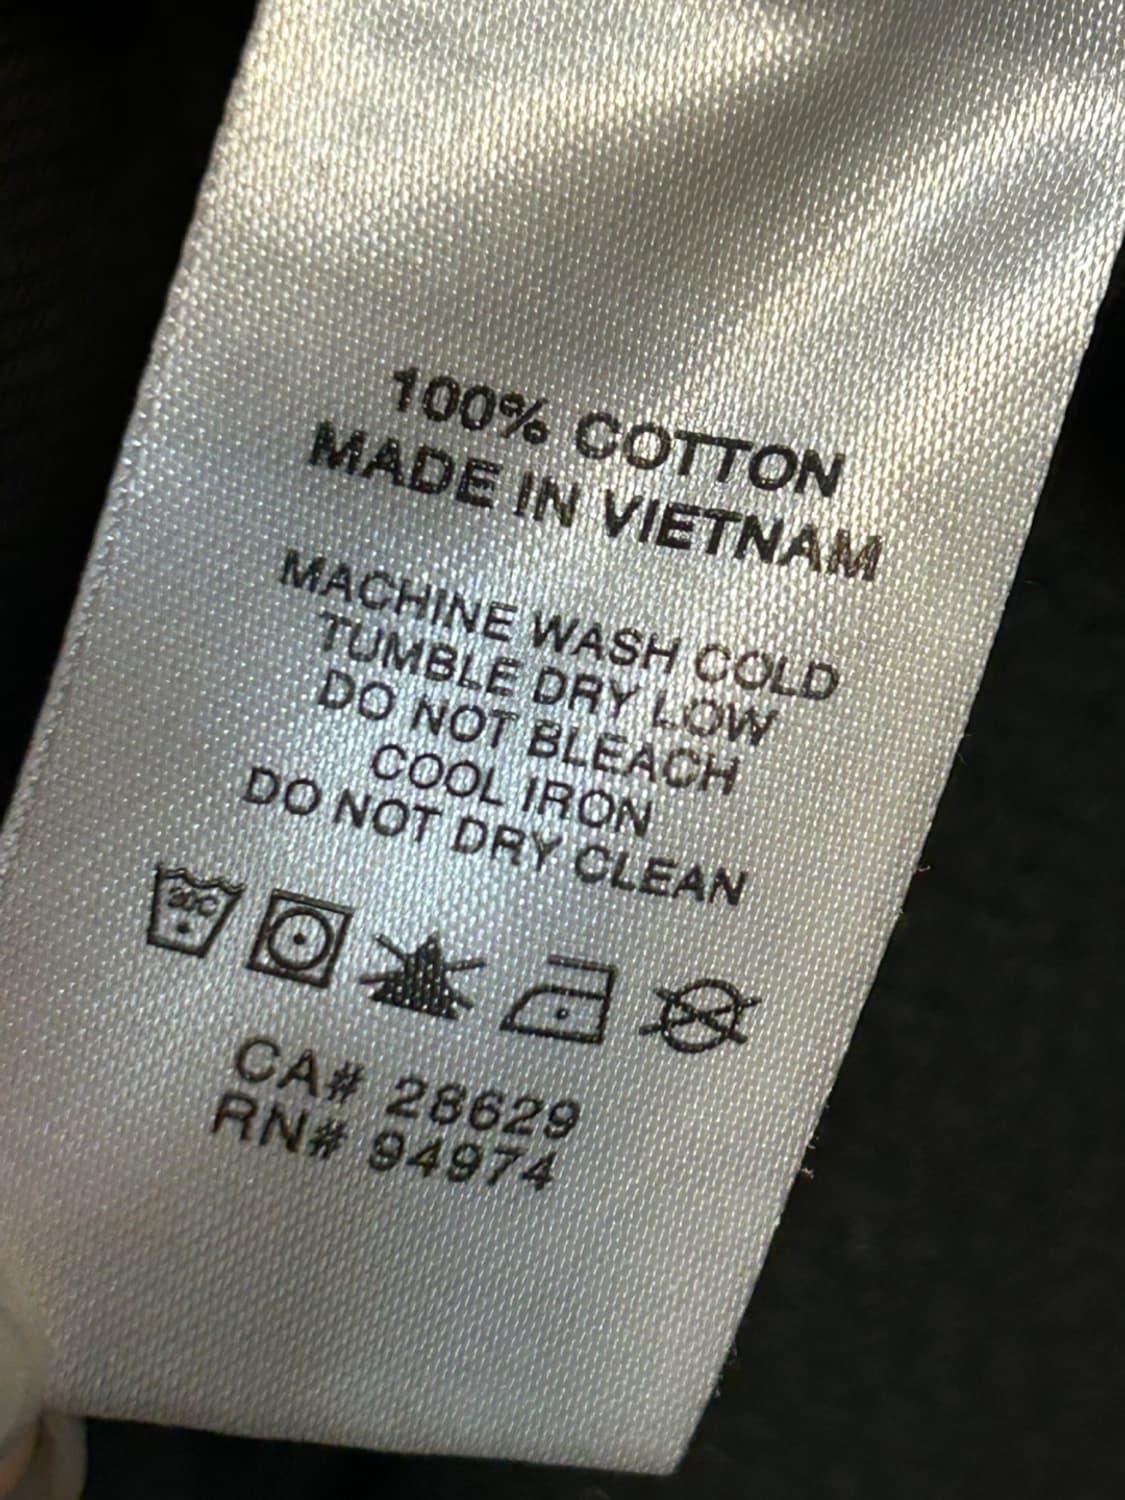 100% COTTON
MADE IN VIETNAM
MACHINE WASH COLD
TUMBLE DRY LOW
DO NOT BLEACH
COOL IRON
DO NOT DRY CLEAN
CA# 28629
RN# 94974